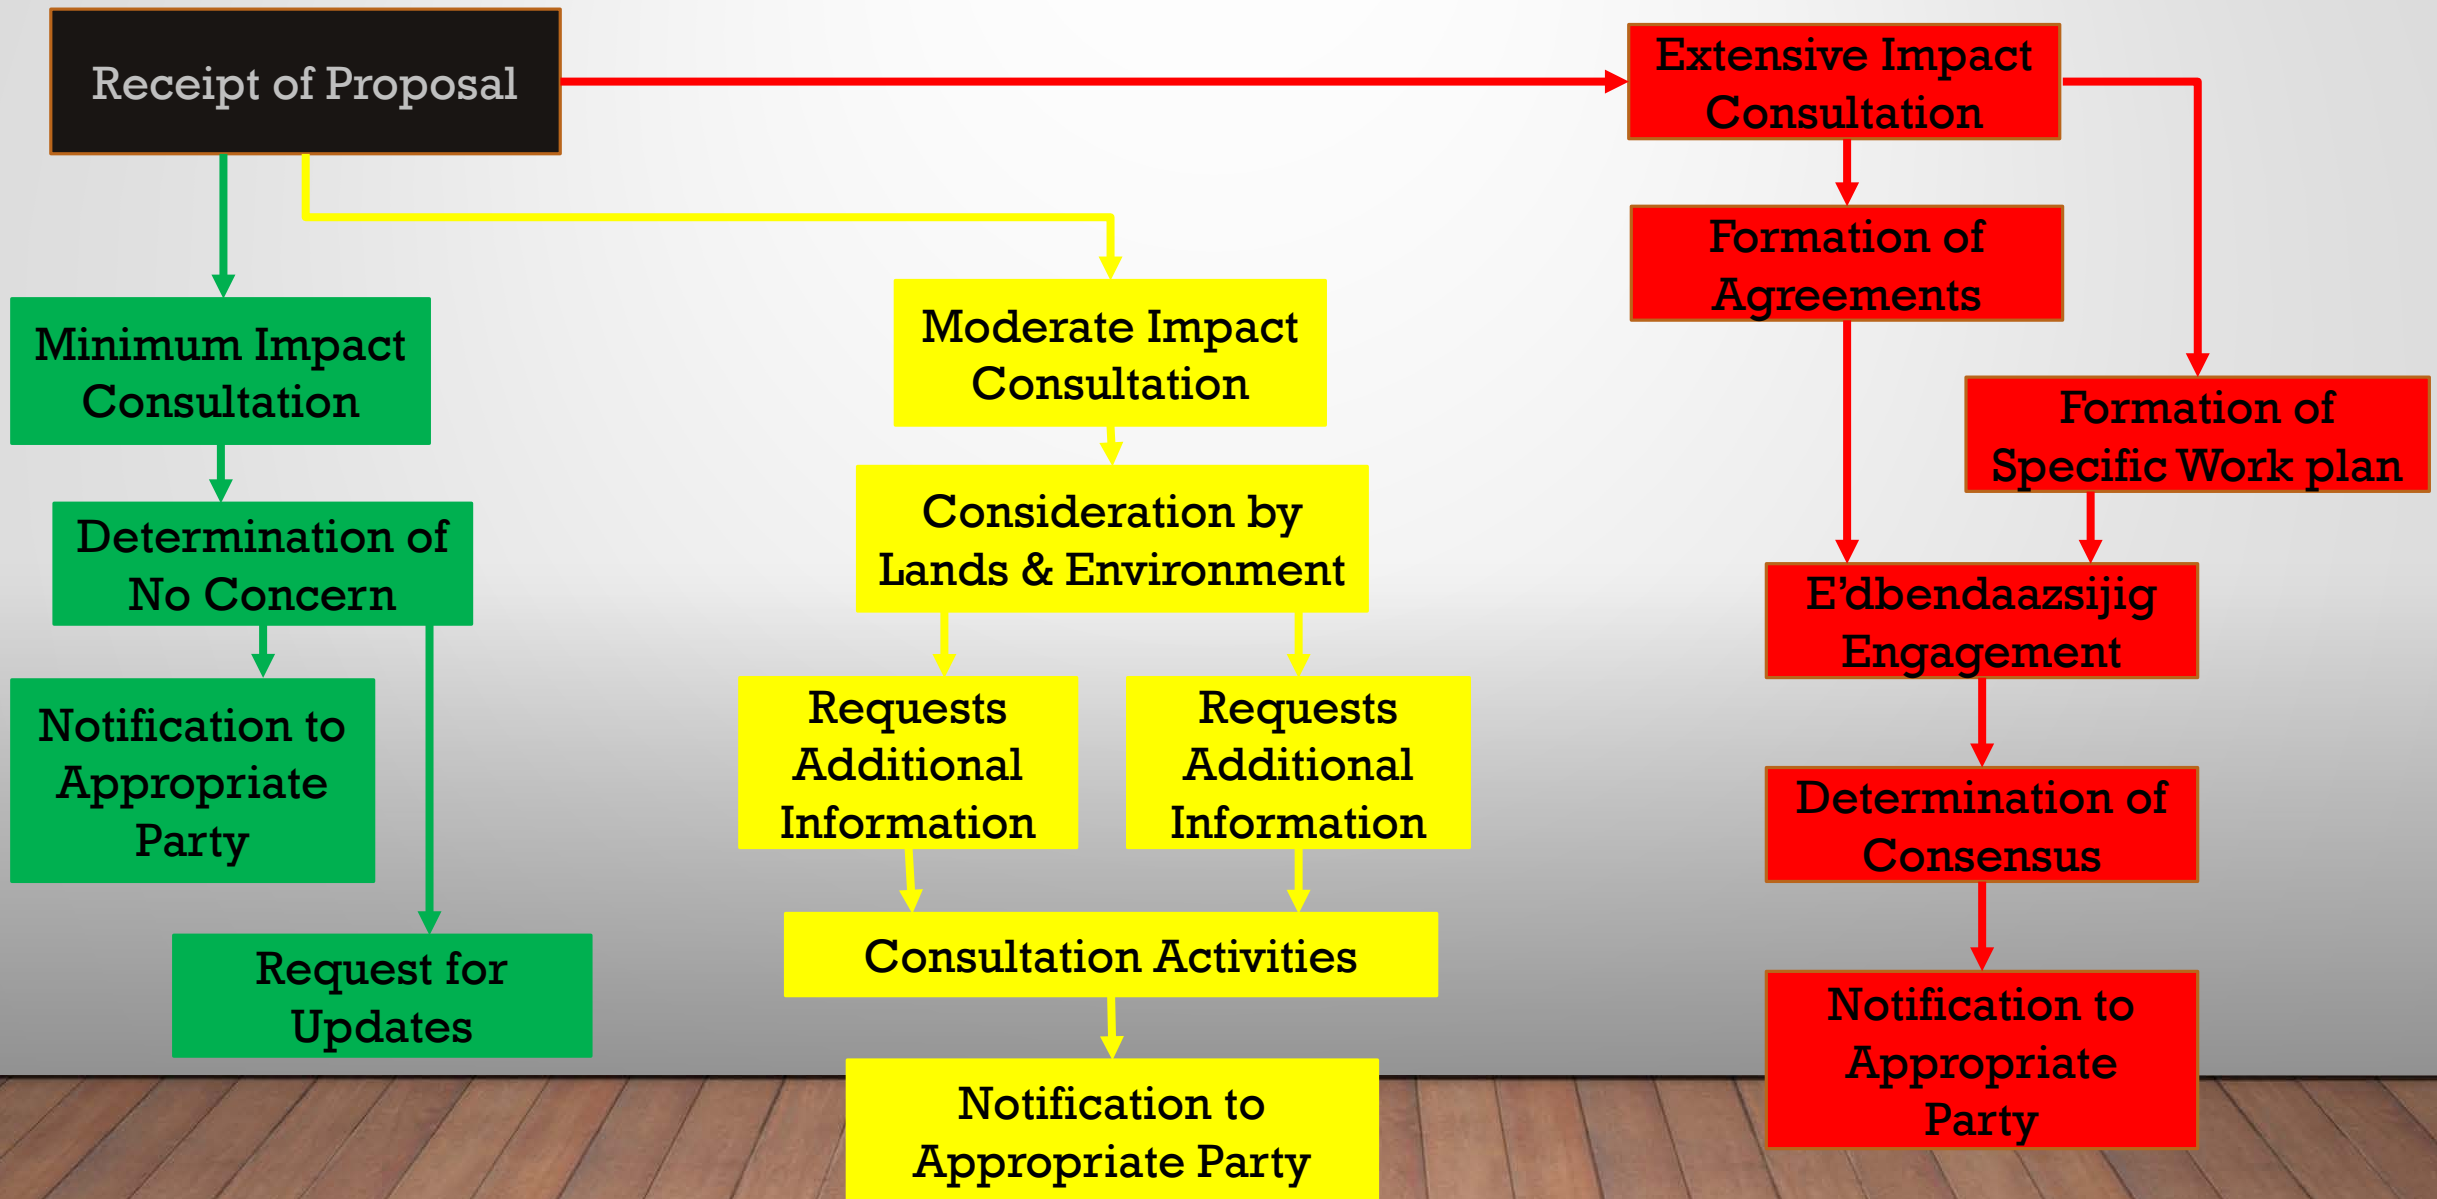 Receipt of Proposal
Minimum Impact
Consultation
Determination of
No Concern
Notification to
Appropriate
Party
Request for
Updates
Moderate Impact
Consultation
Consideration by
Lands & Environment
Requests
Additional
Information
Requests
Additional
Information
Consultation Activities
Notification to
Appropriate Party
Extensive Impact
Consultation
Formation of
Agreements
Formation of
Specific Work plan
E’dbendaazsijig
Engagement
Determination of
Consensus
Notification to
Appropriate
Party